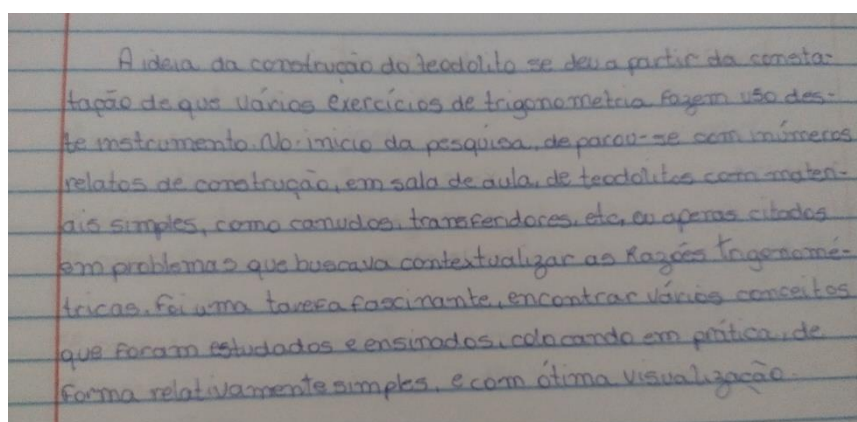 A ideia da construção do teodolito se deu a partir da consta-
tação de que vários exercícios de trigonometria fazem uso des-
te instrumento. No início da pesquisa, deparou-se com inúmeros
relatos de construção, em sala de aula, de teodolitos com materi-
ais simples, como canudos, transferidores, etc, ou apenas citados
em problemas que buscava contextualizar as Razões Trigonomé-
tricas. Foi uma tarefa fascinante, encontrar vários conceitos
que foram estudados e ensinados, colocando em prática, de
forma relativamente simples, e com ótima visualização.